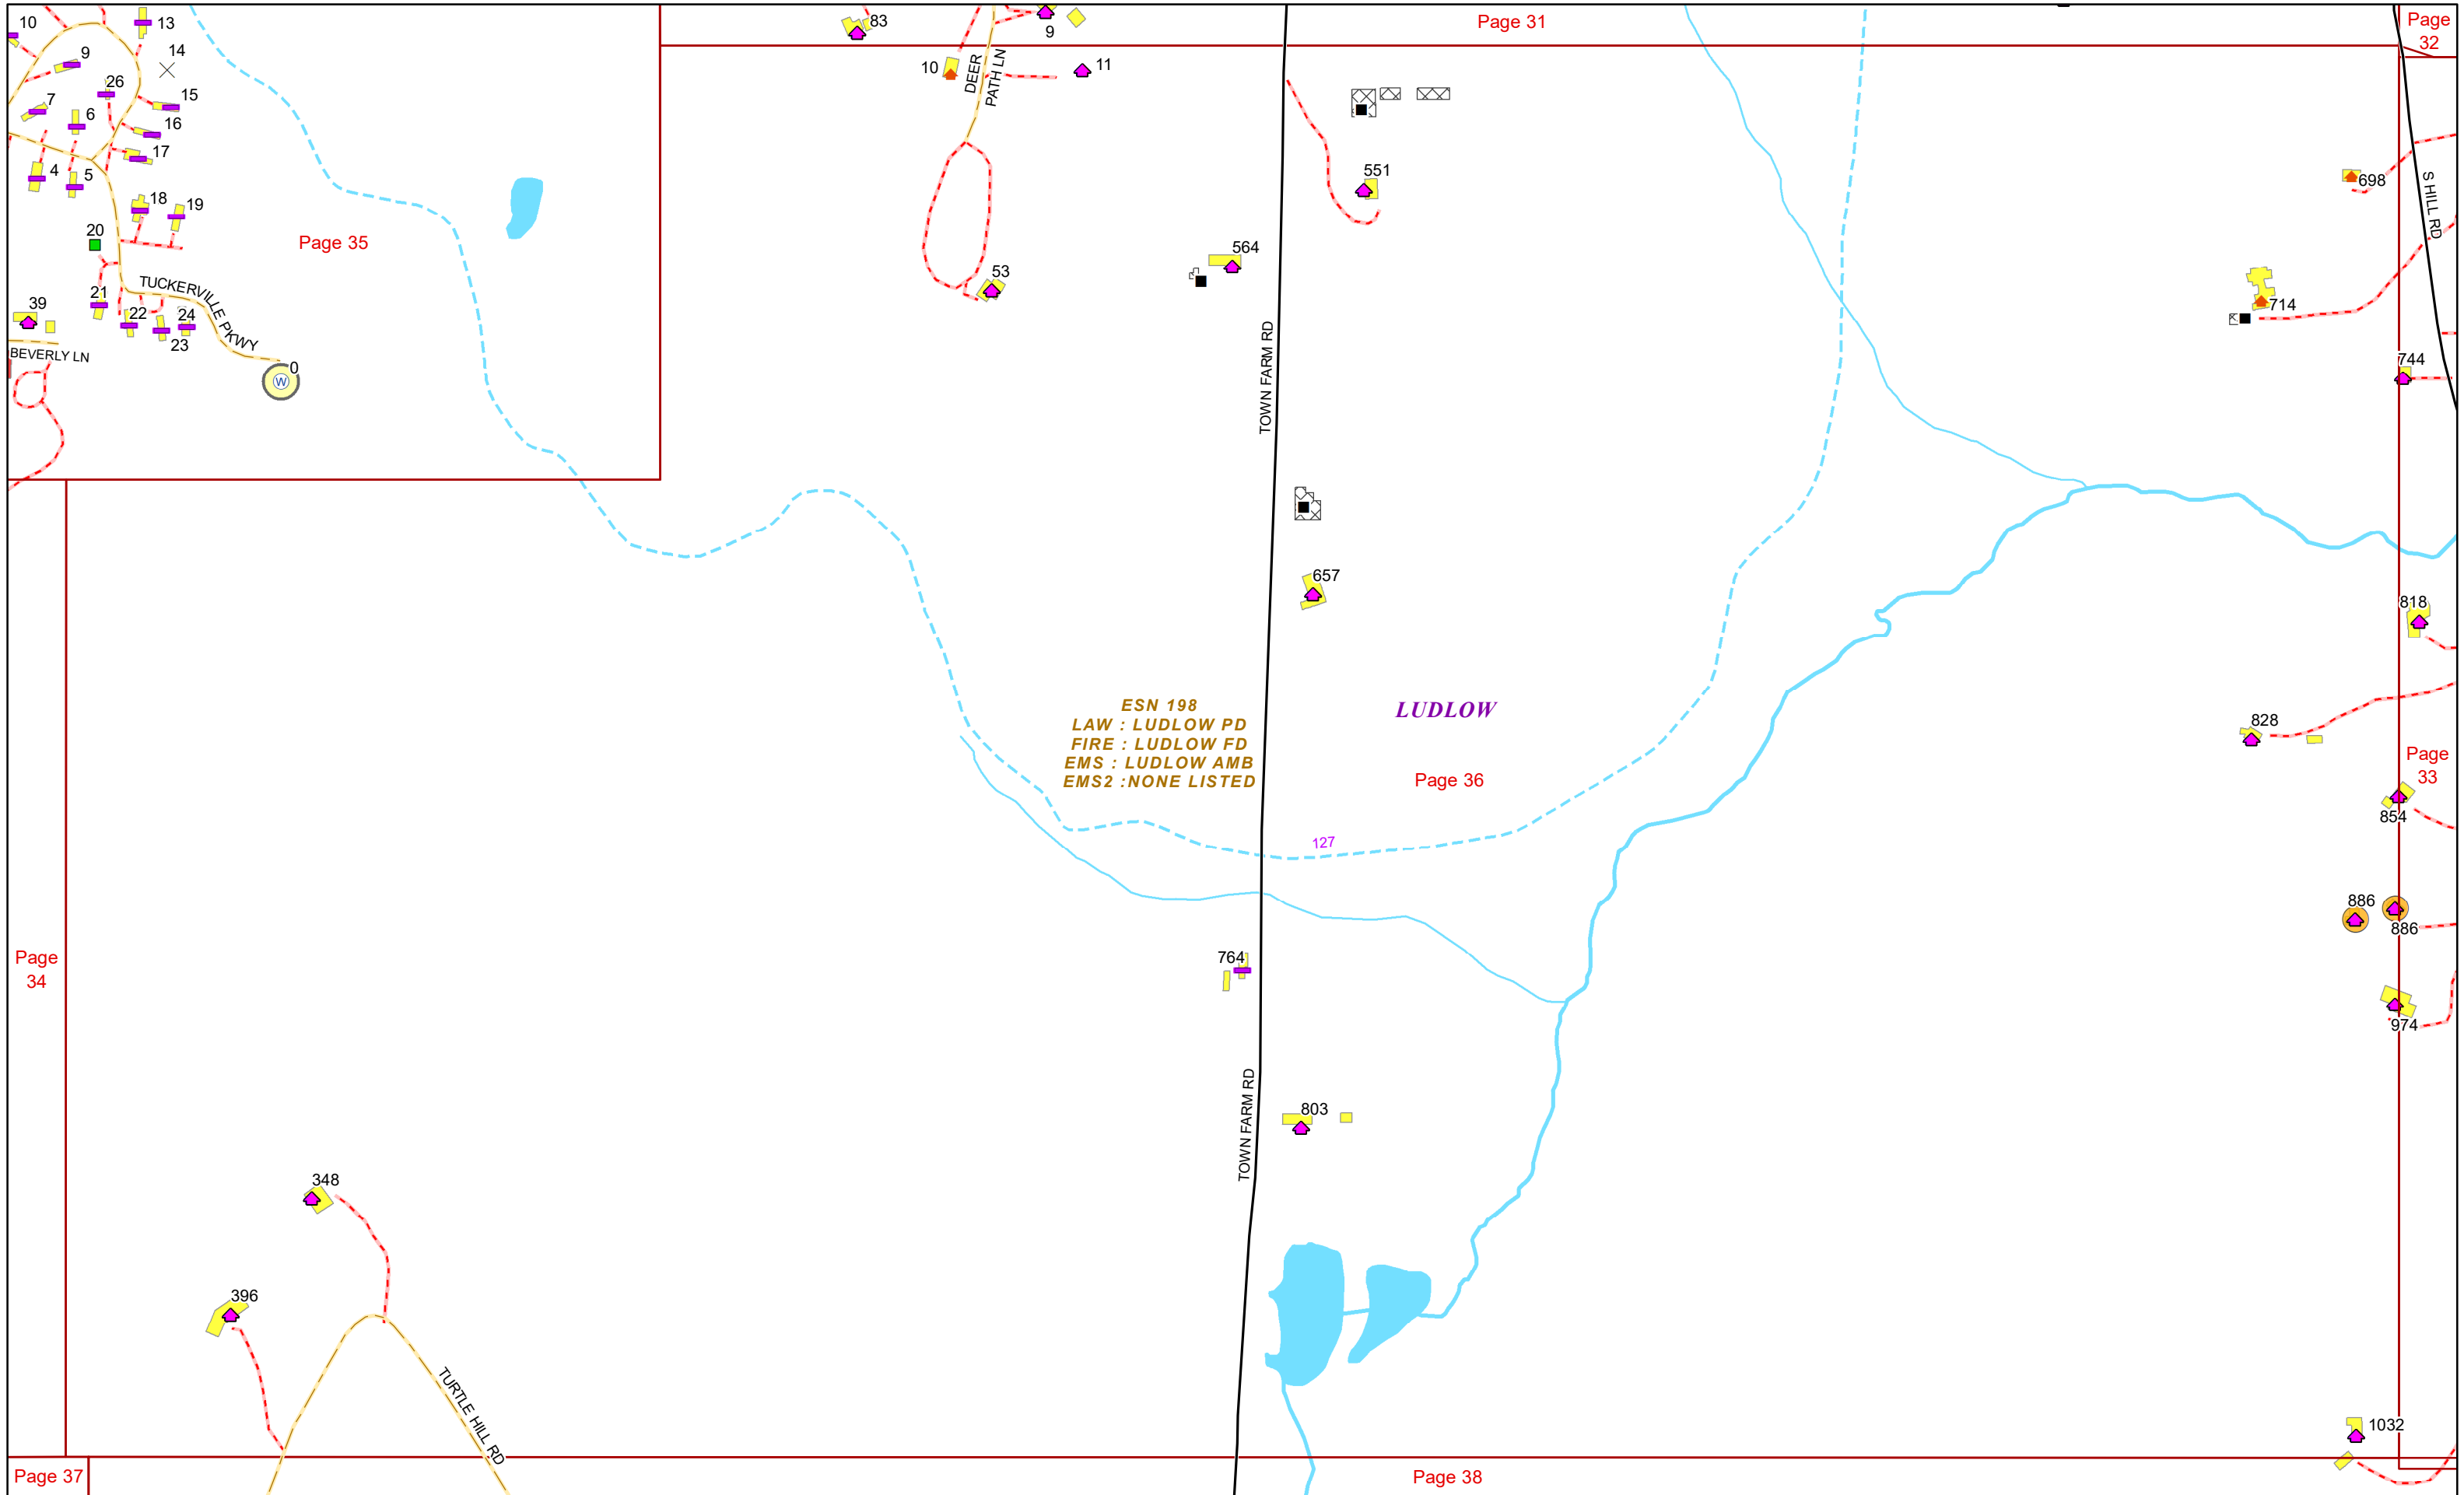 10
13
83
9
Page 31
Page
32
9
14
10
DEER
PATH LN
11
26
7
6
15
16
17
4
5
551
698
S HILL RD
18
19
20
Page 35
564
53
TUCKERVILLE PKWY
21
39
22
24
23
714
BEVERLY LN
W
0
TOWN FARM RD
744
657
818
ESN 198
LAW : LUDLOW PD
FIRE : LUDLOW FD
EMS : LUDLOW AMB
EMS2 :NONE LISTED
LUDLOW
828
Page 36
Page
33
854
127
886
886
Page
34
764
974
TOWN FARM RD
803
348
396
TURTLE HILL RD
1032
Page 37
Page 38